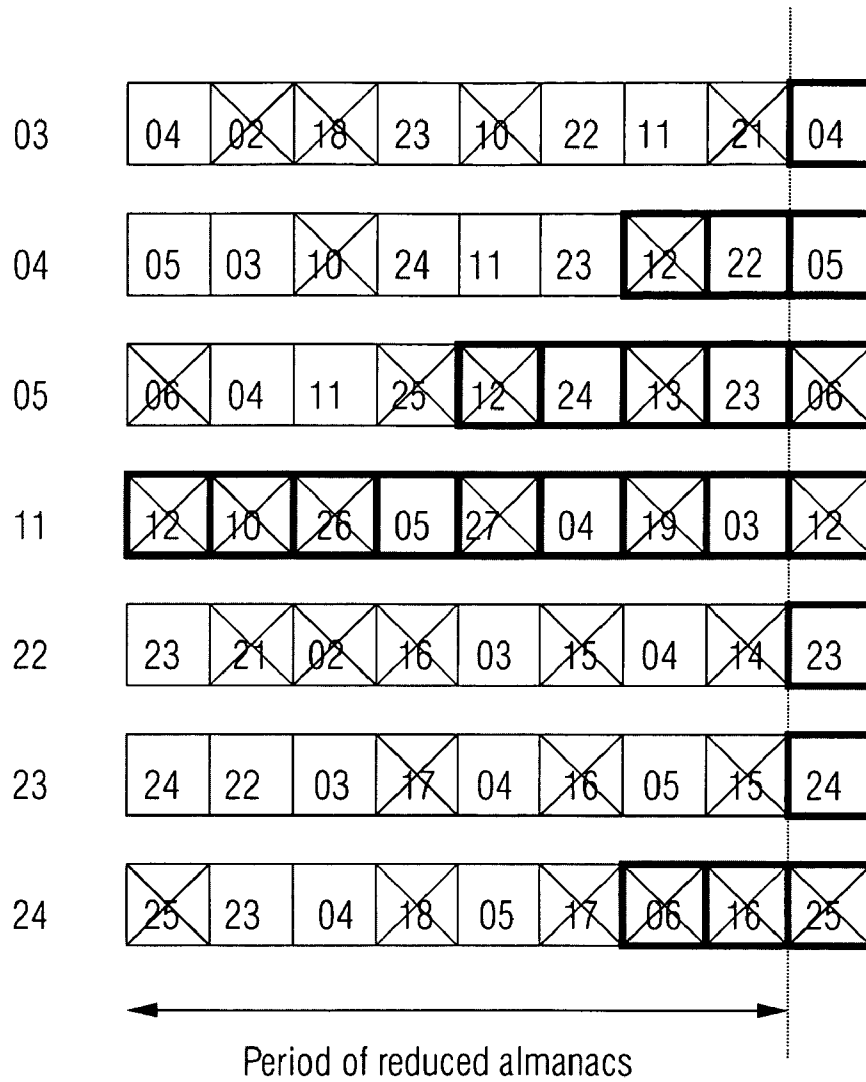 03 04 02 18 23 10 22 11 21 04
04 05 03 10 24 11 23 12 22 05
05 06 04 11 25 12 24 13 23 06
11 12 10 26 05 27 04 19 03 12
22 23 21 02 16 03 15 04 14 23
23 24 22 03 17 04 16 05 15 24
24 25 23 04 18 05 17 06 16 25
Period of reduced almanacs